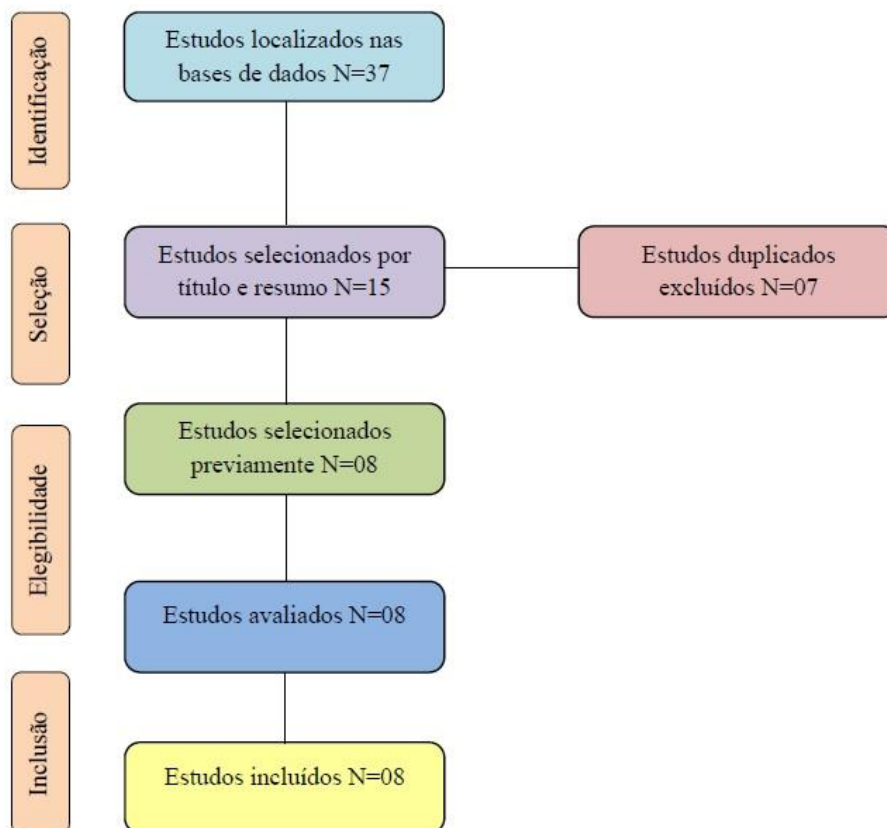 Identificação
Estudos localizados nas
bases de dados N=37
Seleção
Estudos selecionados por
título e resumo N=15
Estudos duplicados
excluídos N=07
Elegibilidade
Estudos selecionados
previamente N=08
Estudos avaliados N=08
Inclusão
Estudos incluídos N=08